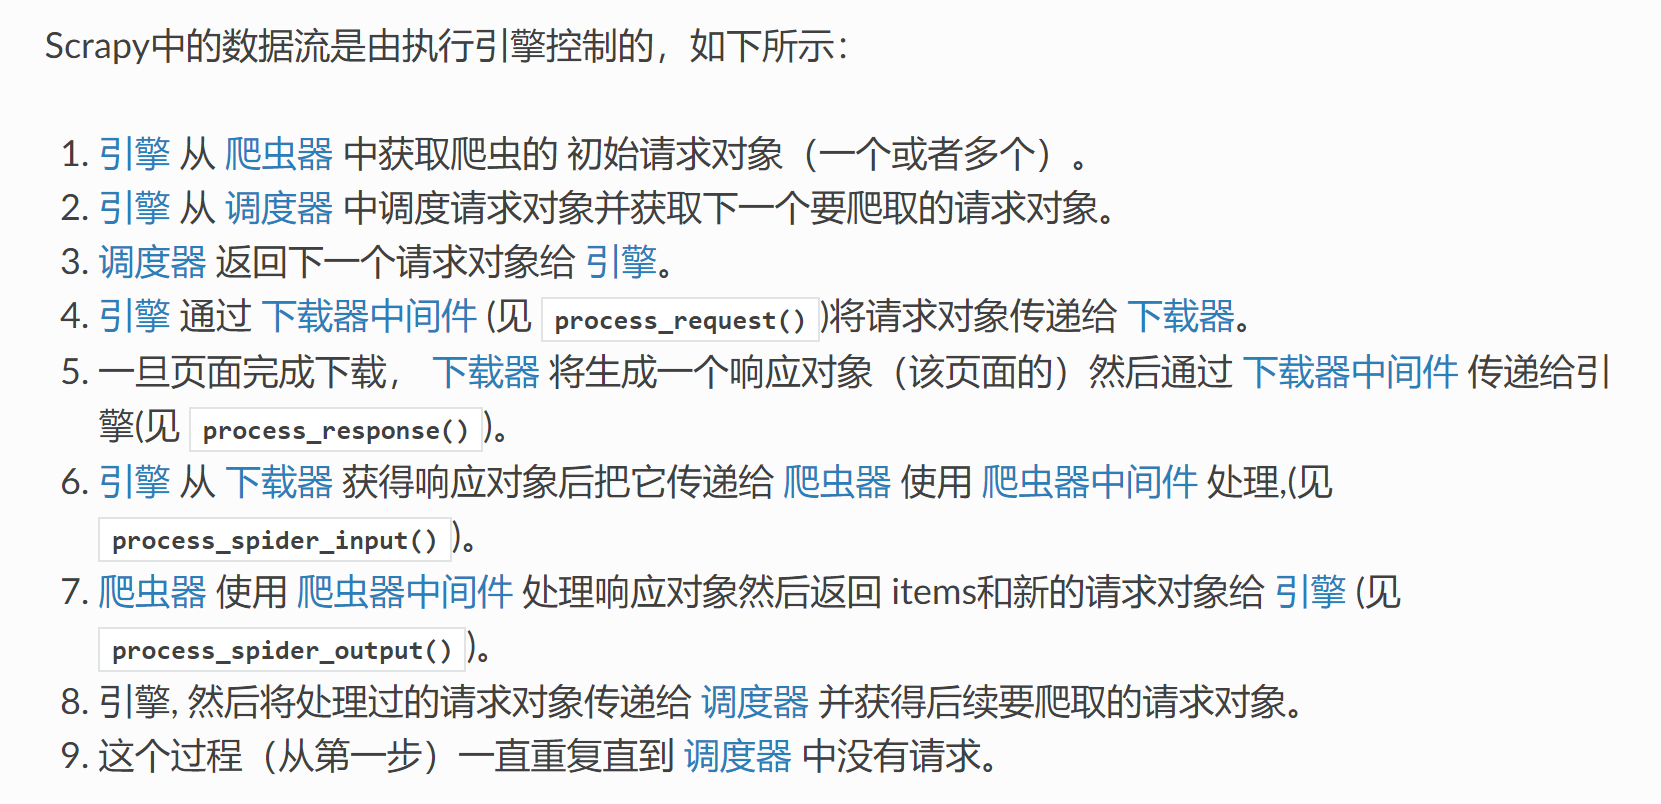 Scrapy中的数据流是由执行引擎控制的，如下所示：
1. 引擎 从 爬虫器 中获取爬虫的 初始请求对象（一个或者多个）。
2. 引擎 从 调度器 中调度请求对象并获取下一个要爬取的请求对象。
3. 调度器 返回下一个请求对象给 引擎。
4. 引擎 通过 下载器中间件 (见 process_request() )将请求对象传递给 下载器。
5. 一旦页面完成下载， 下载器 将生成一个响应对象（该页面的）然后通过 下载器中间件 传递给引
擎(见 process_response() )。
6. 引擎 从 下载器 获得响应对象后把它传递给 爬虫器 使用 爬虫器中间件 处理,(见
process_spider_input() )。
7. 爬虫器 使用 爬虫器中间件 处理响应对象然后返回 items和新的请求对象给 引擎 (见
process_spider_output() )。
8. 引擎, 然后将处理过的请求对象传递给 调度器 并获得后续要爬取的请求对象。
9. 这个过程（从第一步）一直重复直到 调度器 中没有请求。